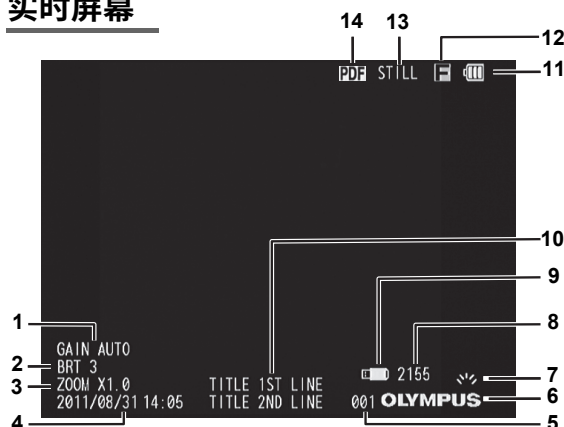 实时屏幕
14
13
12
PDF STILL F
11
10
9
8
1
GAIN AUTO
2
BRT 3
2155
7
3
ZOOM X1.0
TITLE 1ST LINE
2011/08/31 14:05
TITLE 2ND LINE
001
OLYMPUS
6
4
5